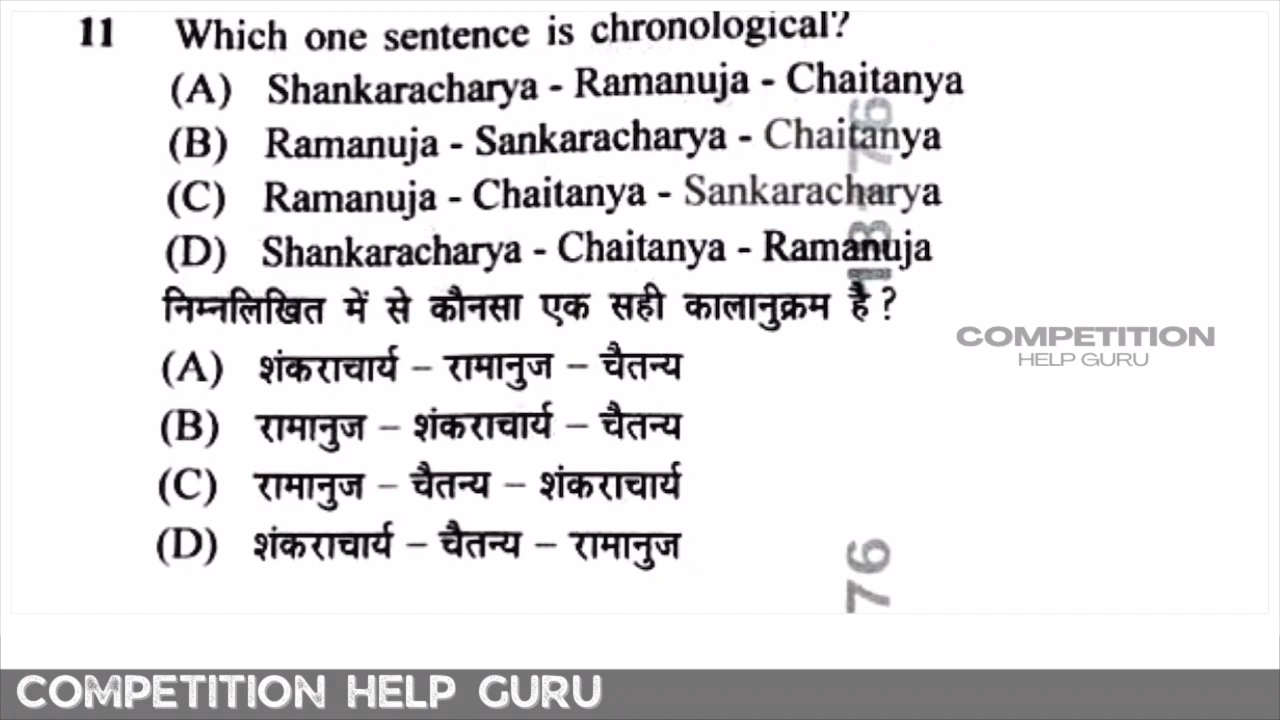 11 Which one sentence is chronological?
(A) Shankaracharya - Ramanuja - Chaitanya
(B) Ramanuja - Sankaracharya - Chaitanya
(C) Ramanuja - Chaitanya - Sankaracharya
(D) Shankaracharya - Chaitanya - Ramanuja
निम्नलिखित में से कौनसा एक सही कालानुक्रम है ?
(A) शंकराचार्य – रामानुज – चैतन्य
(B) रामानुज – शंकराचार्य – चैतन्य
(C) रामानुज – चैतन्य – शंकराचार्य
(D) शंकराचार्य – चैतन्य – रामानुज
COMPETITION
HELP GURU
76
76
COMPETITION HELP GURU